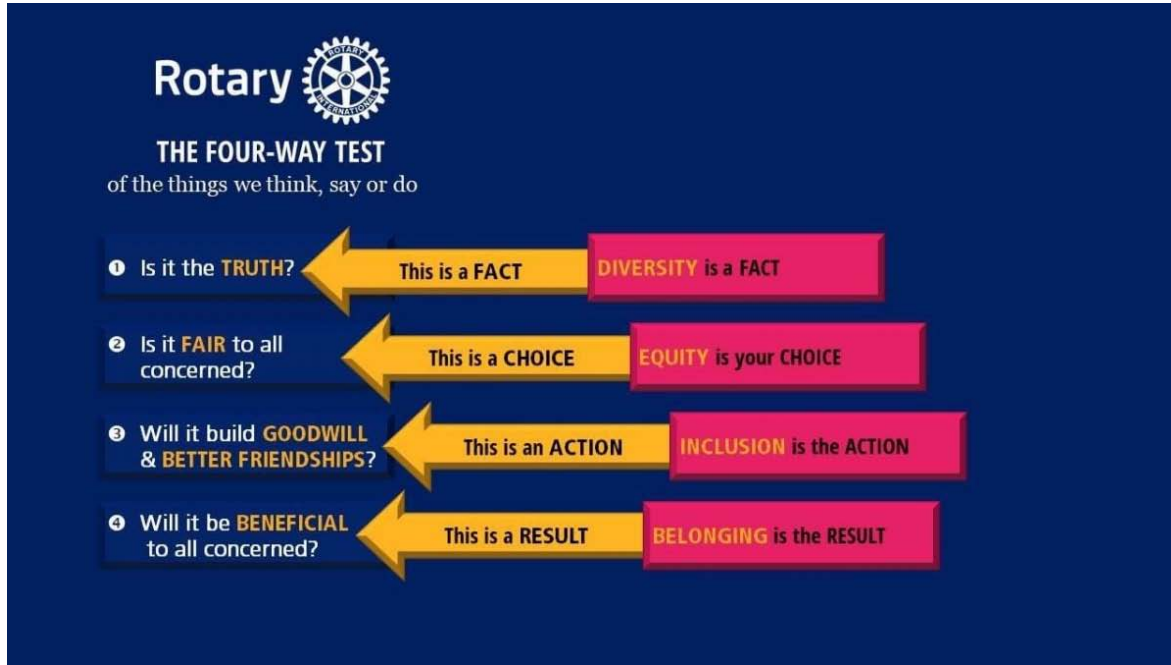 Rotary
ROTARY
INTERNATIONAL
THE FOUR-WAY TEST
of the things we think, say or do
❶ Is it the TRUTH?
This is a FACT
DIVERSITY is a FACT
❷ Is it FAIR to all
concerned?
This is a CHOICE
EQUITY is your CHOICE
❸ Will it build GOODWILL
& BETTER FRIENDSHIPS?
This is an ACTION
INCLUSION is the ACTION
❹ Will it be BENEFICIAL
to all concerned?
This is a RESULT
BELONGING is the RESULT